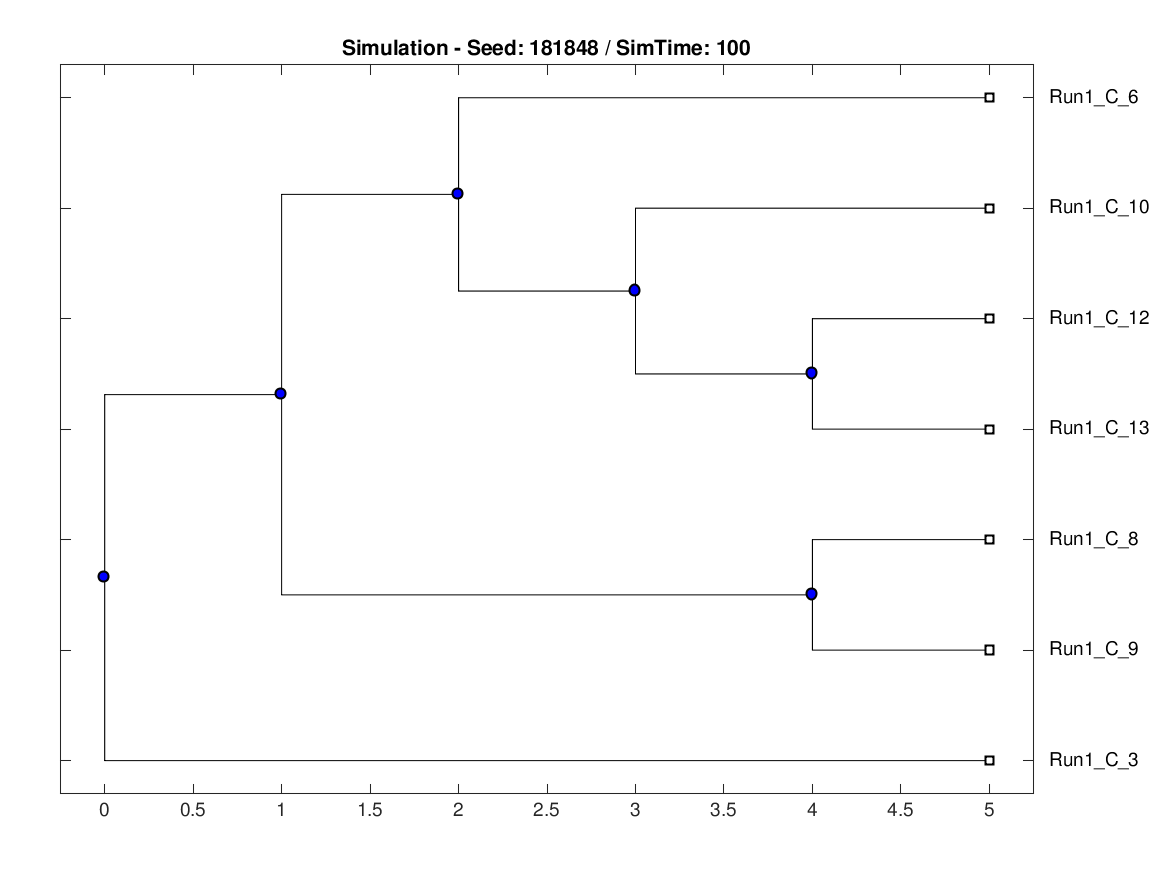 Simulation - Seed: 181848 / SimTime: 100
Run1_C_6
Run1_C_10
Run1_C_12
Run1_C_13
Run1_C_8
Run1_C_9
Run1_C_3
0 0.5 1 1.5 2 2.5 3 3.5 4 4.5 5